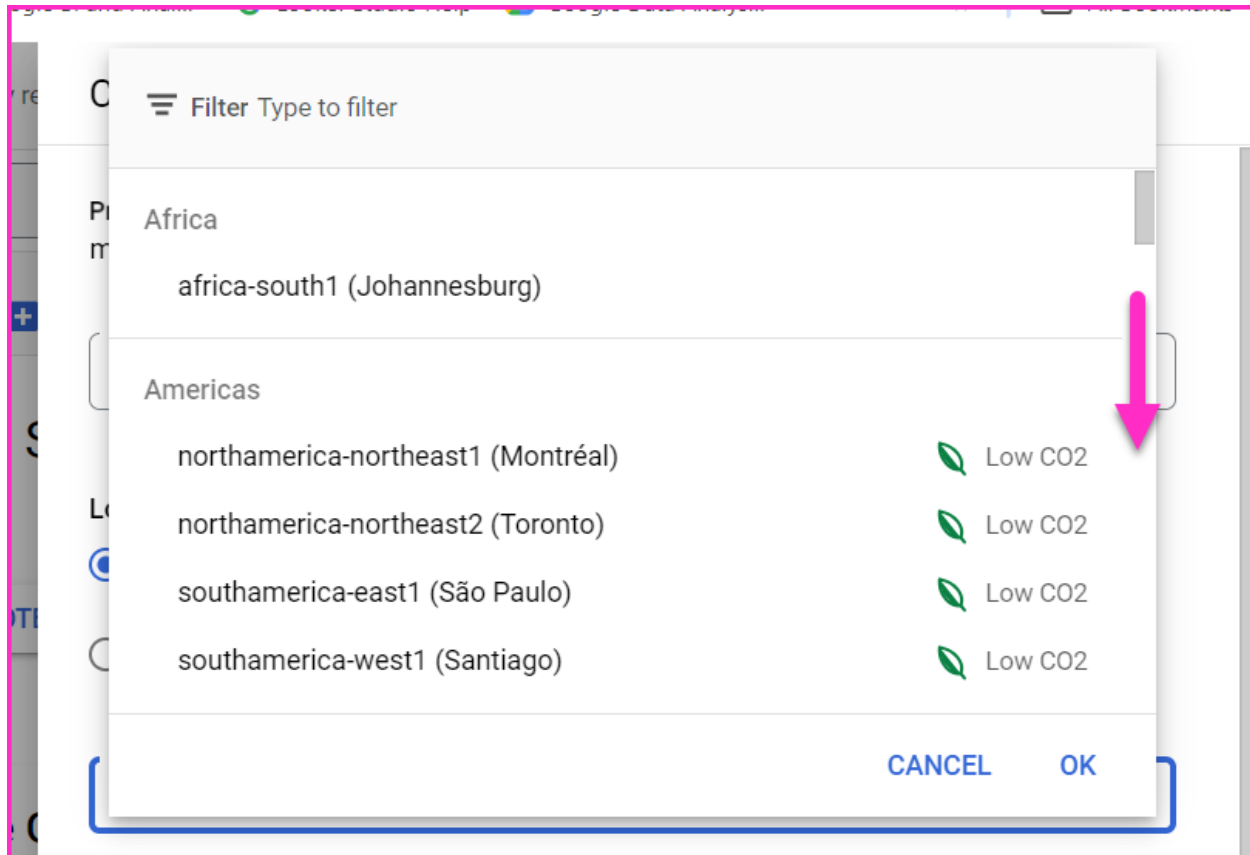 Filter Type to filter
Africa
africa-south1 (Johannesburg)
Americas
northamerica-northeast1 (Montréal) Low CO2
northamerica-northeast2 (Toronto) Low CO2
southamerica-east1 (São Paulo) Low CO2
southamerica-west1 (Santiago) Low CO2
CANCEL OK